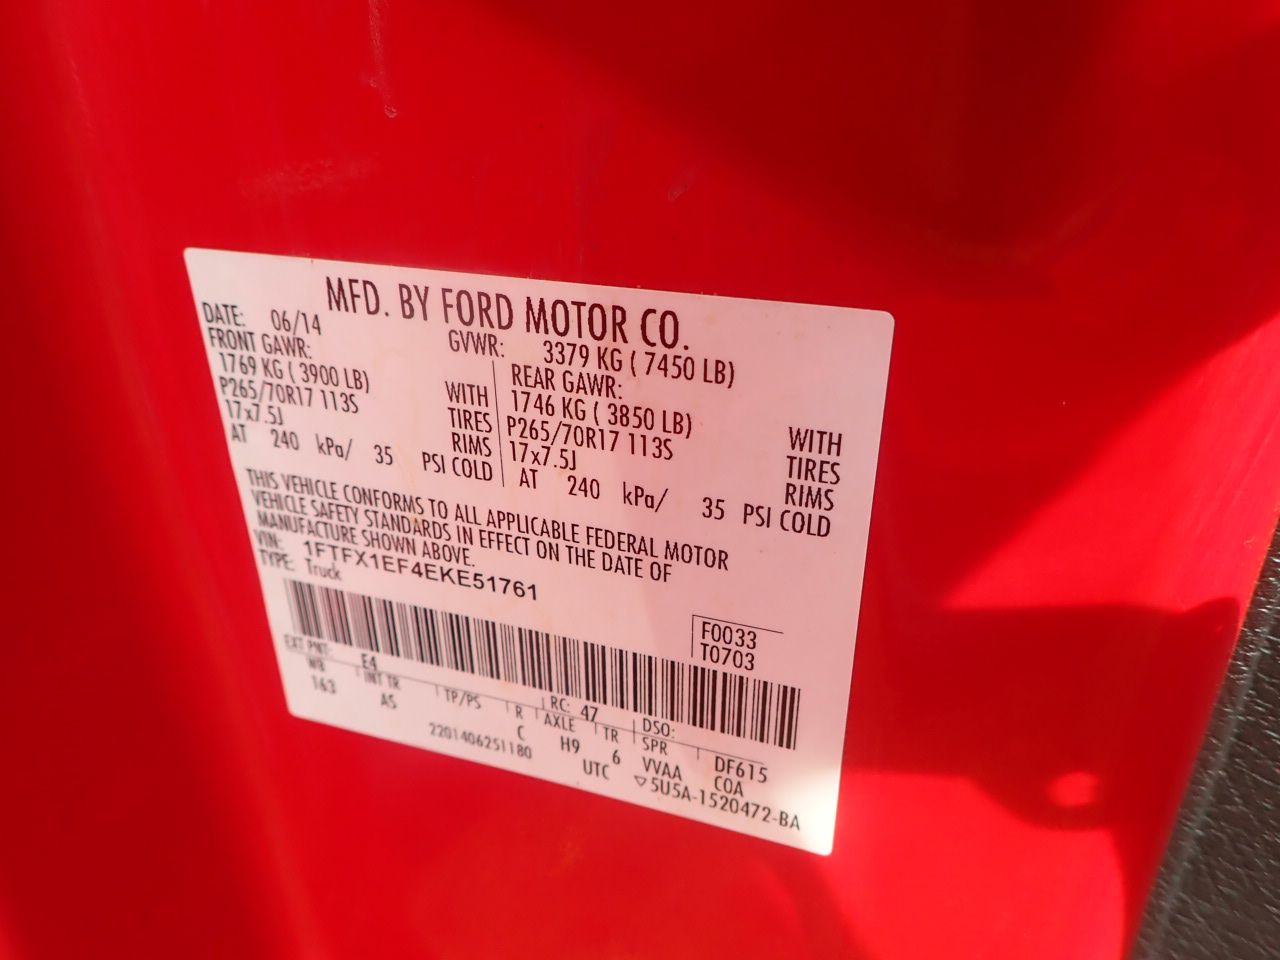 MFD. BY FORD MOTOR CO.
DATE: 06/14
GVWR: 3379 KG ( 7450 LB)
FRONT GAWR:
1769 KG ( 3900 LB)
P265/70R17 113S
17x7.5J
AT 240 kPa/ 35
WITH
TIRES
RIMS
PSI COLD
REAR GAWR:
1746 KG ( 3850 LB)
P265/70R17 113S
17x7.5J
AT 240 kPa/ 35
WITH
TIRES
RIMS
PSI COLD
THIS VEHICLE CONFORMS TO ALL APPLICABLE FEDERAL MOTOR
VEHICLE SAFETY STANDARDS IN EFFECT ON THE DATE OF
MANUFACTURE SHOWN ABOVE.
VIN: 1FTFX1EF4EKE51761
TYPE: Truck
F0033
T0703
EXT PNT: E4 RC: 47 DSO:
WB INT TR TP/PS R AXLE TR SPR DF615
163 AS C H9 6 VVAA COA
2201406251180 UTC ▽5U5A-1520472-BA